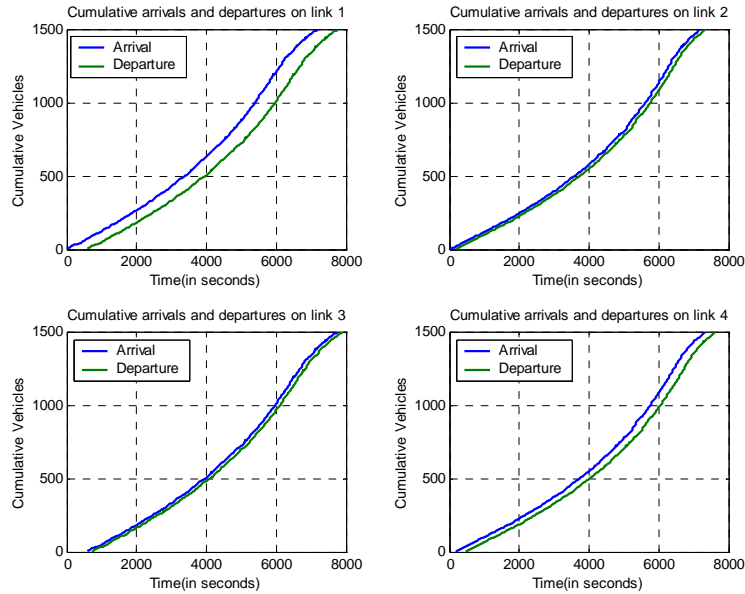 Cumulative arrivals and departures on link 1
1500
1000
500
0
Cumulative Vehicles
Arrival
Departure
0 2000 4000 6000 8000
Time(in seconds)
Cumulative arrivals and departures on link 2
1500
1000
500
0
Cumulative Vehicles
Arrival
Departure
0 2000 4000 6000 8000
Time(in seconds)
Cumulative arrivals and departures on link 3
1500
1000
500
0
Cumulative Vehicles
Arrival
Departure
0 2000 4000 6000 8000
Time(in seconds)
Cumulative arrivals and departures on link 4
1500
1000
500
0
Cumulative Vehicles
Arrival
Departure
0 2000 4000 6000 8000
Time(in seconds)